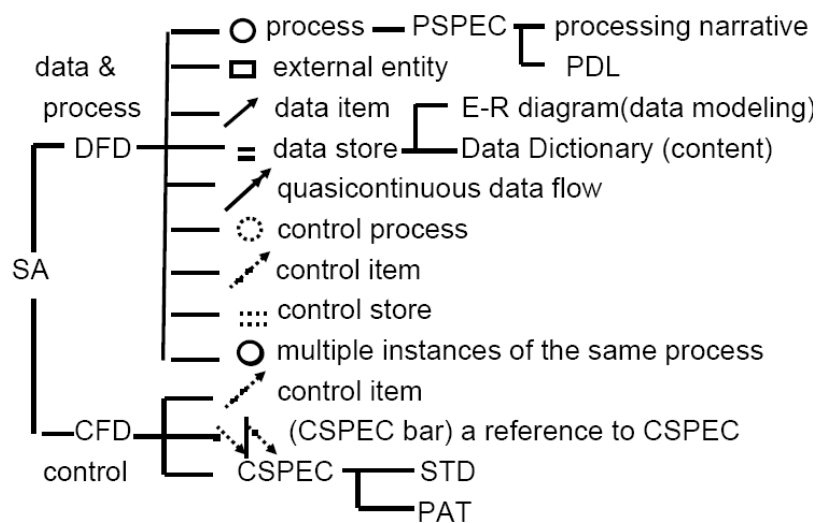 process PSPEC processing narrative
data & external entity PDL
process data item E-R diagram(data modeling)
DFD data store Data Dictionary (content)
quasicontinuous data flow
control process
SA control item
control store
multiple instances of the same process
control item
CFD (CSPEC bar) a reference to CSPEC
control CSPEC STD
PAT